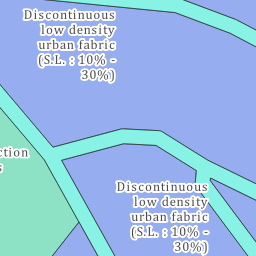 Discontinuous
low density
urban fabric
(S.L. : 10% -
30%)
Discontinuous
low density
urban fabric
(S.L. : 10% -
30%)